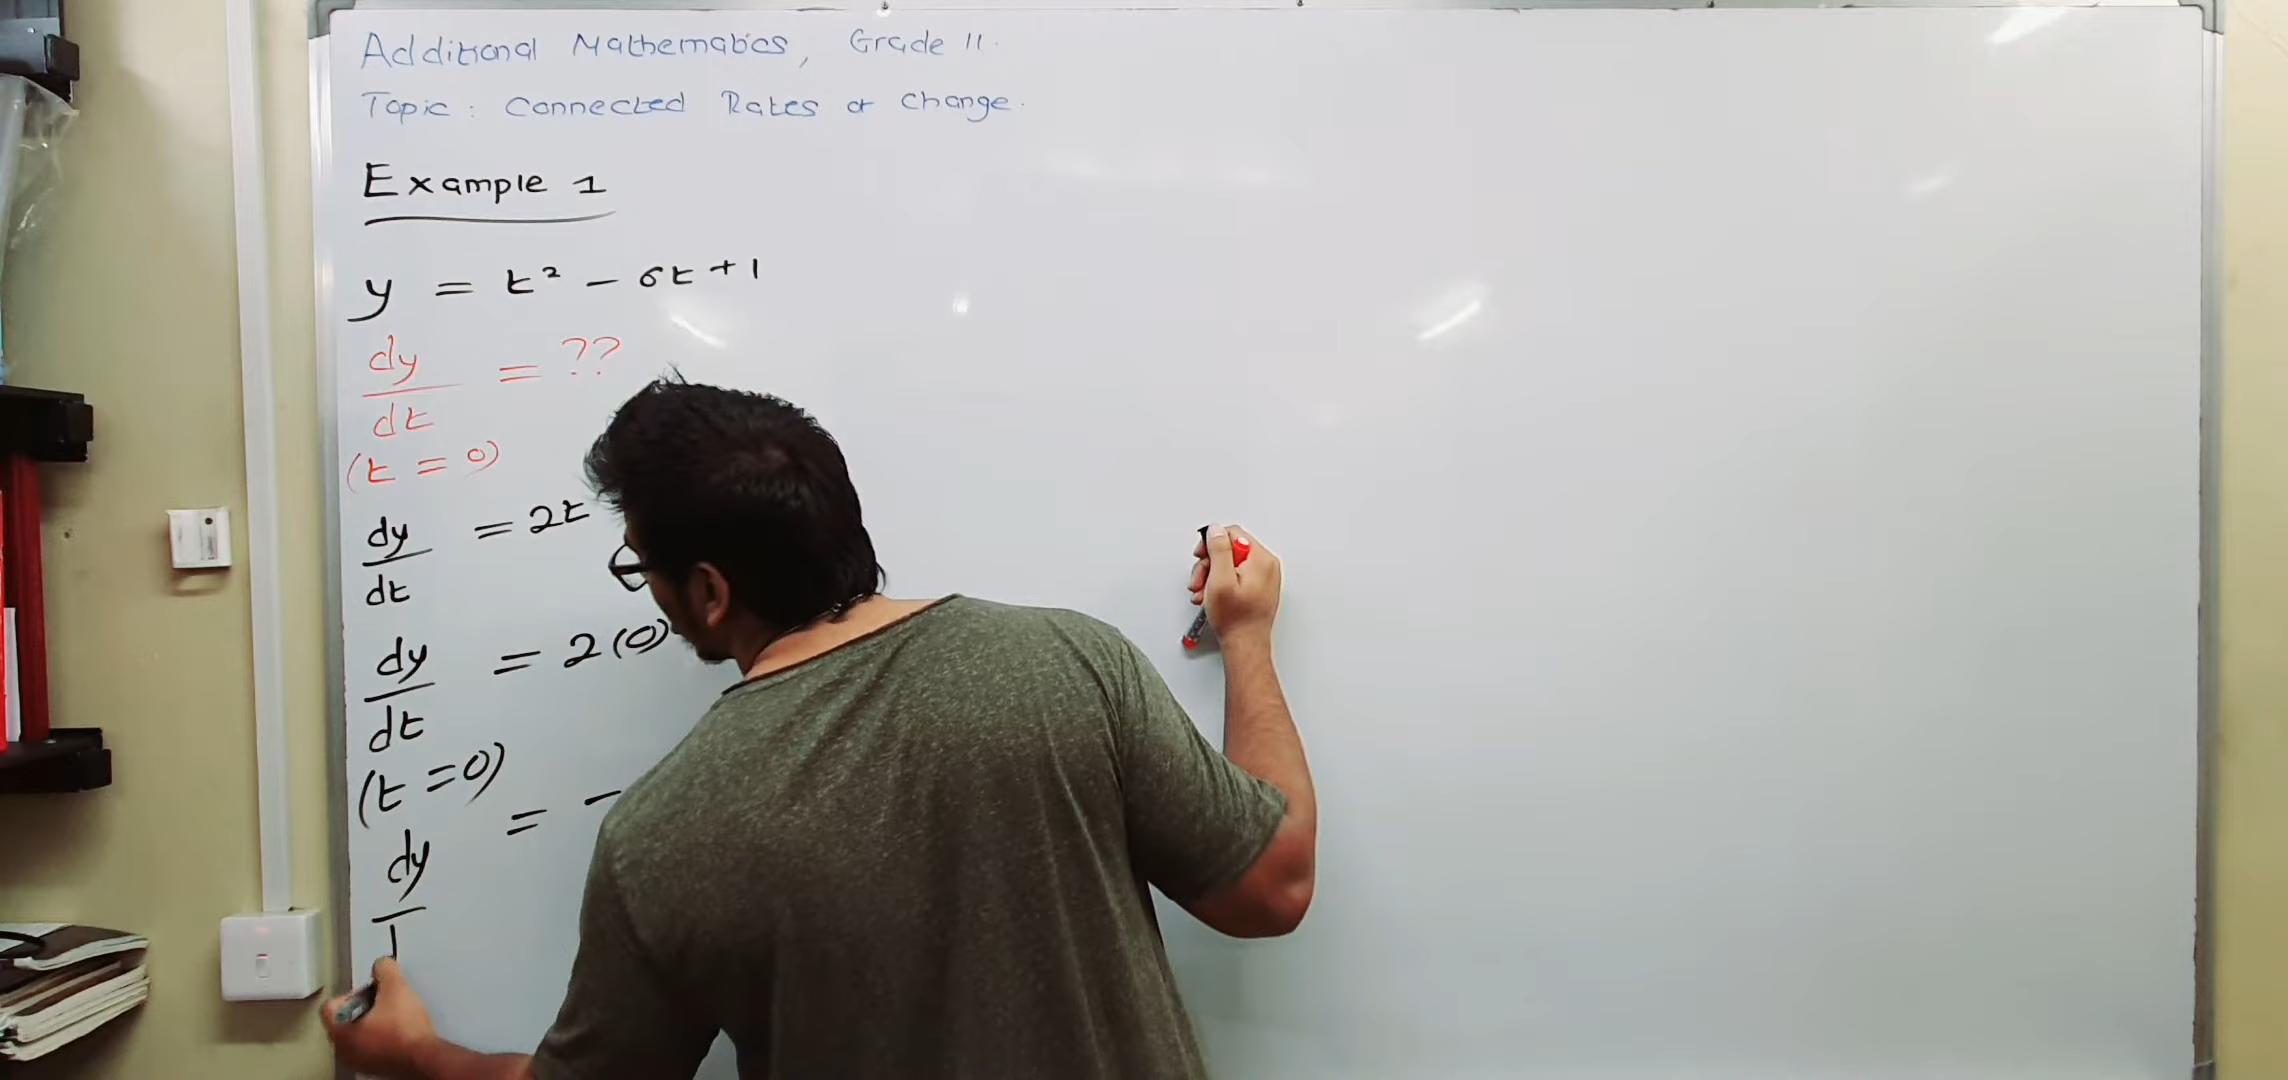 Additional Mathematics, Grade 11.
Topic: Connected Rates of Change.
Example 1
y = t² - 6t + 1
dy/dt = ??
(t = 0)
dy/dt = 2t
dy/dt = 2(0)
(t = 0)
= -
dy